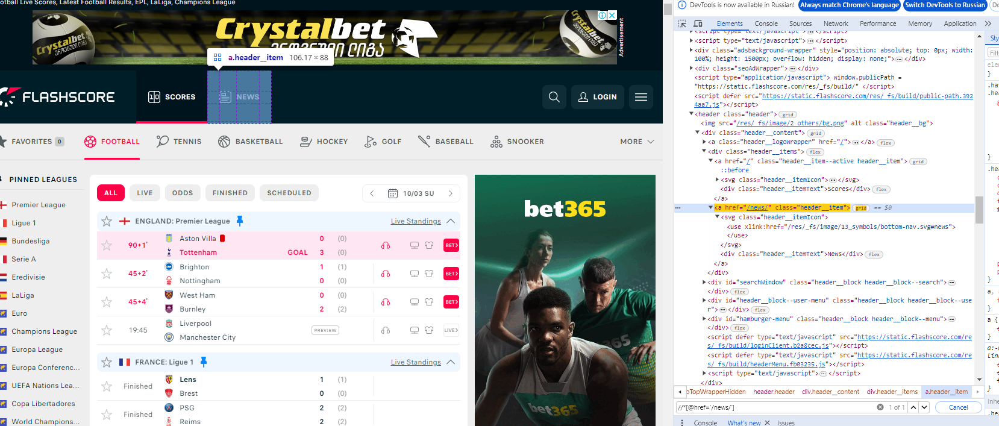 otball Live Scores, Latest Football Results, EPL, LaLiga, Champions League
Crystalbet
ეროვნული ლიგა
Crystalbet
ეროვნული ლიგა
Crystalbet
Advertisement
a.header__item 106.17 × 88
FLASHSCORE
SCORES
NEWS
LOGIN
FAVORITES 0
FOOTBALL
TENNIS
BASKETBALL
HOCKEY
GOLF
BASEBALL
SNOOKER
MORE
PINNED LEAGUES
Premier League
Ligue 1
Bundesliga
Serie A
Eredivisie
LaLiga
Euro
Champions League
Europa League
Europa Conferenc...
UEFA Nations Lea...
Copa Libertadores
World Champions...
ALL
LIVE
ODDS
FINISHED
SCHEDULED
10/03 SU
ENGLAND: Premier League
Live Standings
90+1' Aston Villa 0 (0)
Tottenham GOAL 3 (0)
BET
45+2' Brighton 1 (1)
Nottingham 0 (0)
BET
45+4' West Ham 0 (0)
Burnley 2 (2)
BET
19:45 Liverpool
Manchester City
PREVIEW
LIVE
FRANCE: Ligue 1
Live Standings
Finished Lens 1 (1)
Brest 0 (0)
Finished PSG 2 (2)
Reims 2 (2)
bet365
365
bet365
DevTools is now available in Russian!
Always match Chrome's language
Switch DevTools to Russian
Do
Elements
Console
Sources
Network
Performance
Memory
Application
Sty
Filt
<script type="text/javascript">…</script>
<script type="text/javascript">…</script>
<div class="adsbackground-wrapper" style="position: absolute; top: 0px; width:
100%; height: 1500px; overflow: hidden; display: none;">…</div>
<div class="seoAdWrapper">…</div>
<script type="application/javascript"> window.publicPath =
"https://static.flashscore.com/res/_fs/build/" </script>
<script defer src="https://static.flashscore.com/res/_fs/build/public-path.392
4aa7.js"></script>
<header class="header"> grid
<img src="/res/_fs/image/2_others/bg.png" alt class="header__bg">
<div class="header__content"> grid
<a class="header__logoWrapper" href="/">…</a> flex
<div class="header__items"> flex
<a href="/" class="header__item--active header__item"> grid
::before
<svg class="header__itemIcon">…</svg>
<div class="header__itemText">Scores</div> flex
</a>
<a href="/news/" class="header__item"> grid == $0
<svg class="header__itemIcon">
<use xlink:href="/res/_fs/image/13_symbols/bottom-nav.svg#news">
</use>
</svg>
<div class="header__itemText">News</div> flex
</a>
</div>
<div id="searchWindow" class="header__block header__block--search">…
</div> flex
<div id="header__block--user-menu" class="header__block header__block--use
r">…</div> flex
<div id="hamburger-menu" class="header__block header__block--menu">…
</div> flex
<script defer type="text/javascript" src="https://static.flashscore.com/re
s/_fs/build/loginClient.b2a8cec.js"></script>
<script defer type="text/javascript" src="https://static.flashscore.com/re
s/_fs/build/headerMenu.fb03235.js"></script>
<script type="text/javascript">…</script>
</div>
oTopWrapperHidden
header.header
div.header__content
div.header__items
a.header__item
//*[@href='/news/']
1 of 1
Cancel
Console
What's new
Issues